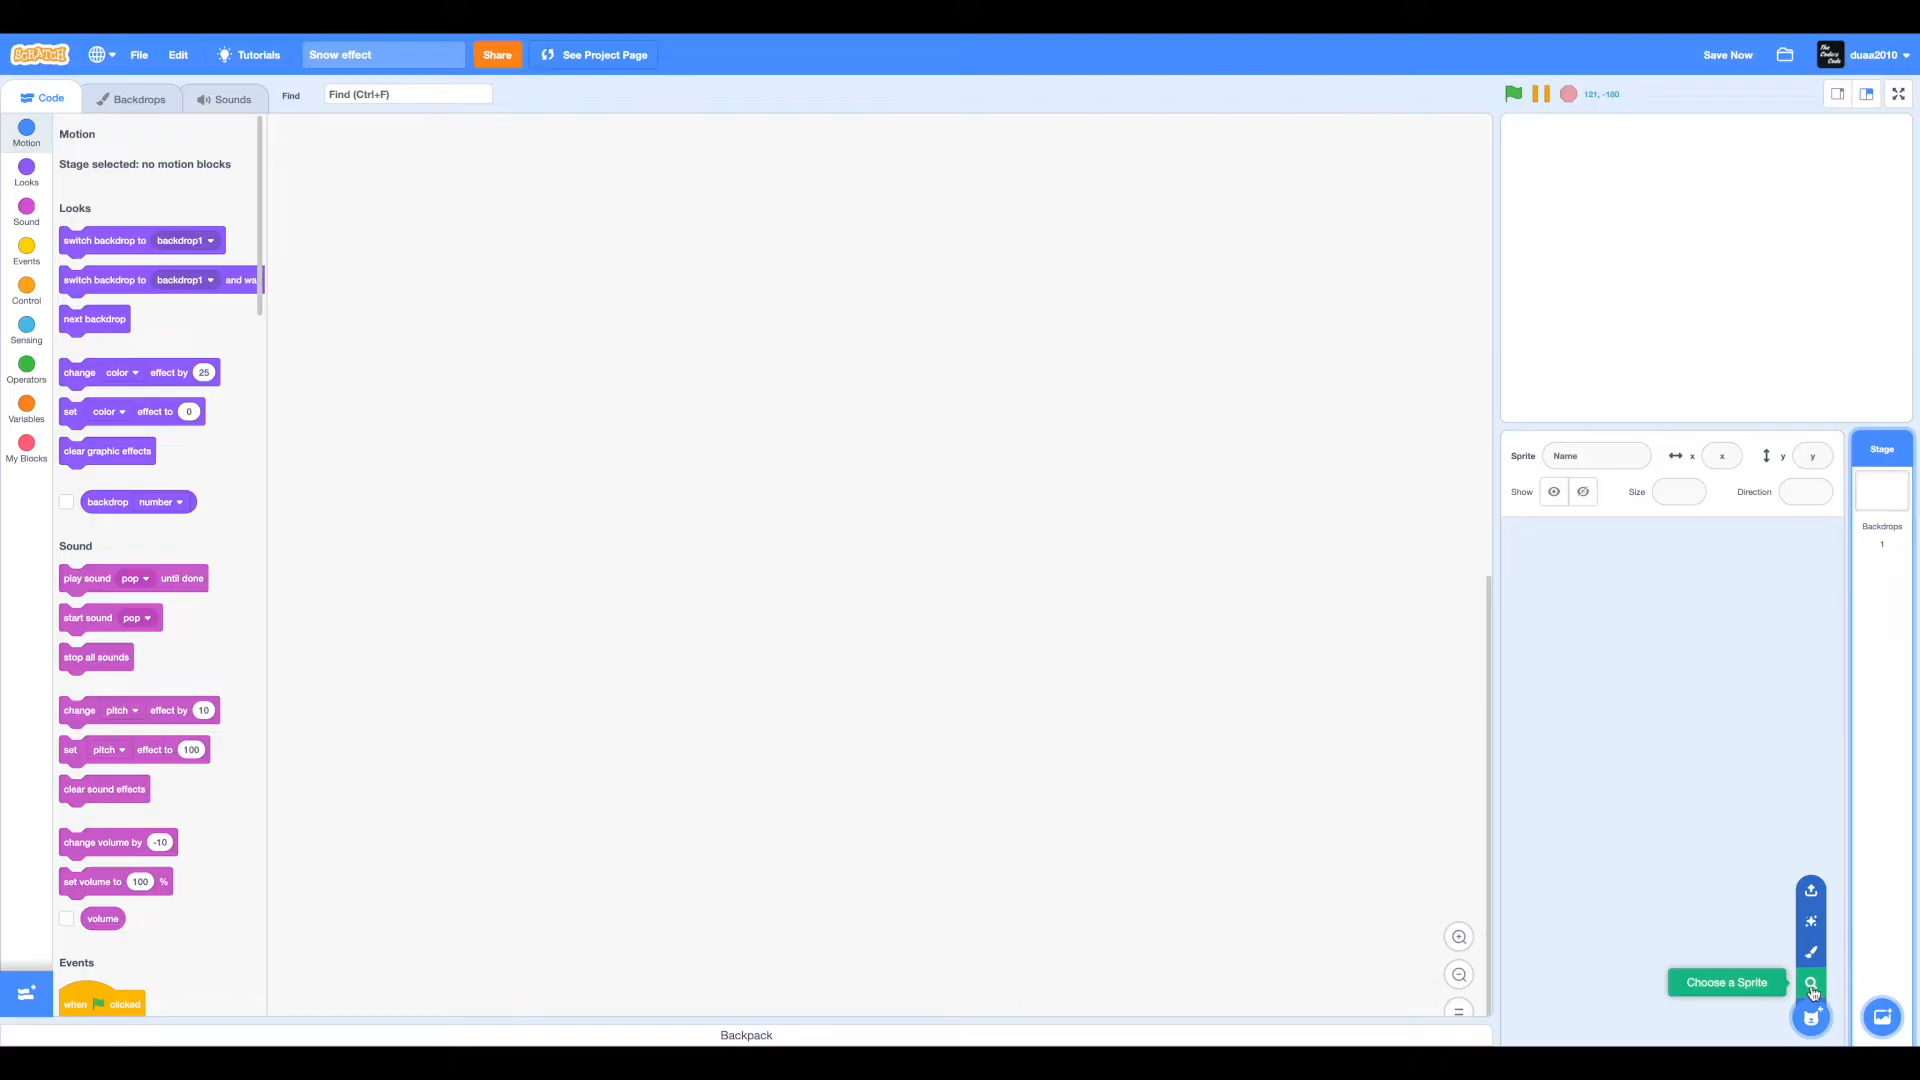 SCRATCH File Edit Tutorials Snow effect Share See Project Page Save Now The Coders Code duaa2010
Code Backdrops Sounds Find Find (Ctrl+F) 121, -180
Motion
Motion
Stage selected: no motion blocks
Looks
Looks
Sound
switch backdrop to backdrop1
Events
switch backdrop to backdrop1 and wa
Control
next backdrop
Sensing
change color effect by 25
Operators
set color effect to 0
Variables
clear graphic effects
My Blocks
backdrop number
Sound
play sound pop until done
start sound pop
stop all sounds
change pitch effect by 10
set pitch effect to 100
clear sound effects
change volume by -10
set volume to 100 %
volume
Events
when clicked
Sprite Name x x y y
Show Size Direction
Stage
Backdrops
1
Choose a Sprite
Backpack